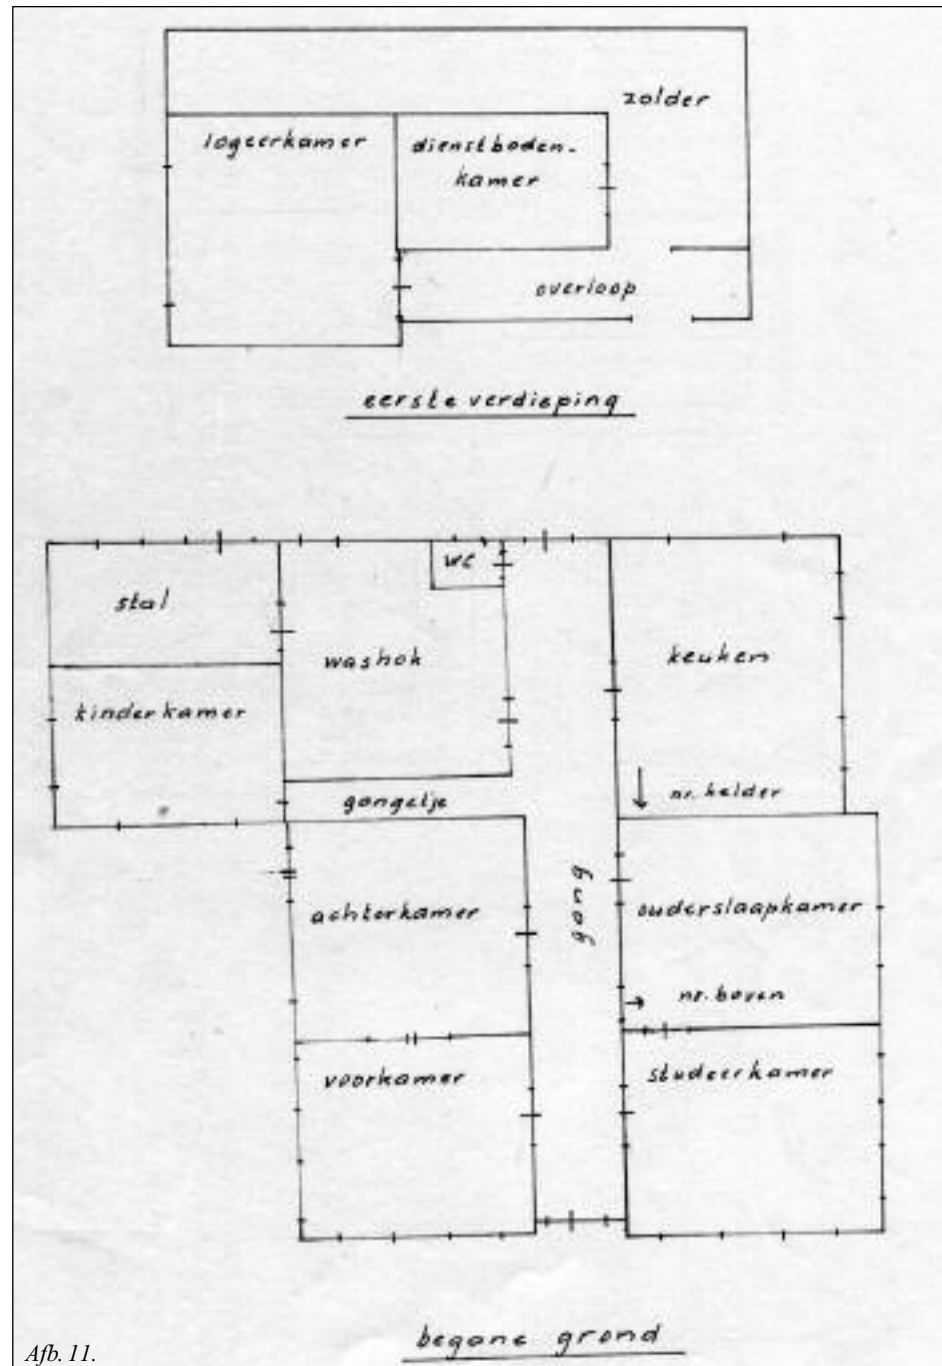 zolder
logeerkamer
dienstboden-
kamer
overloop
eerste verdieping
wc
stal
washok
keuken
kinderkamer
gangetje
nr. kelder
gang
achterkamer
ouderslaapkamer
nr. boven
voorkamer
studeerkamer
begane grond
Afb. 11.